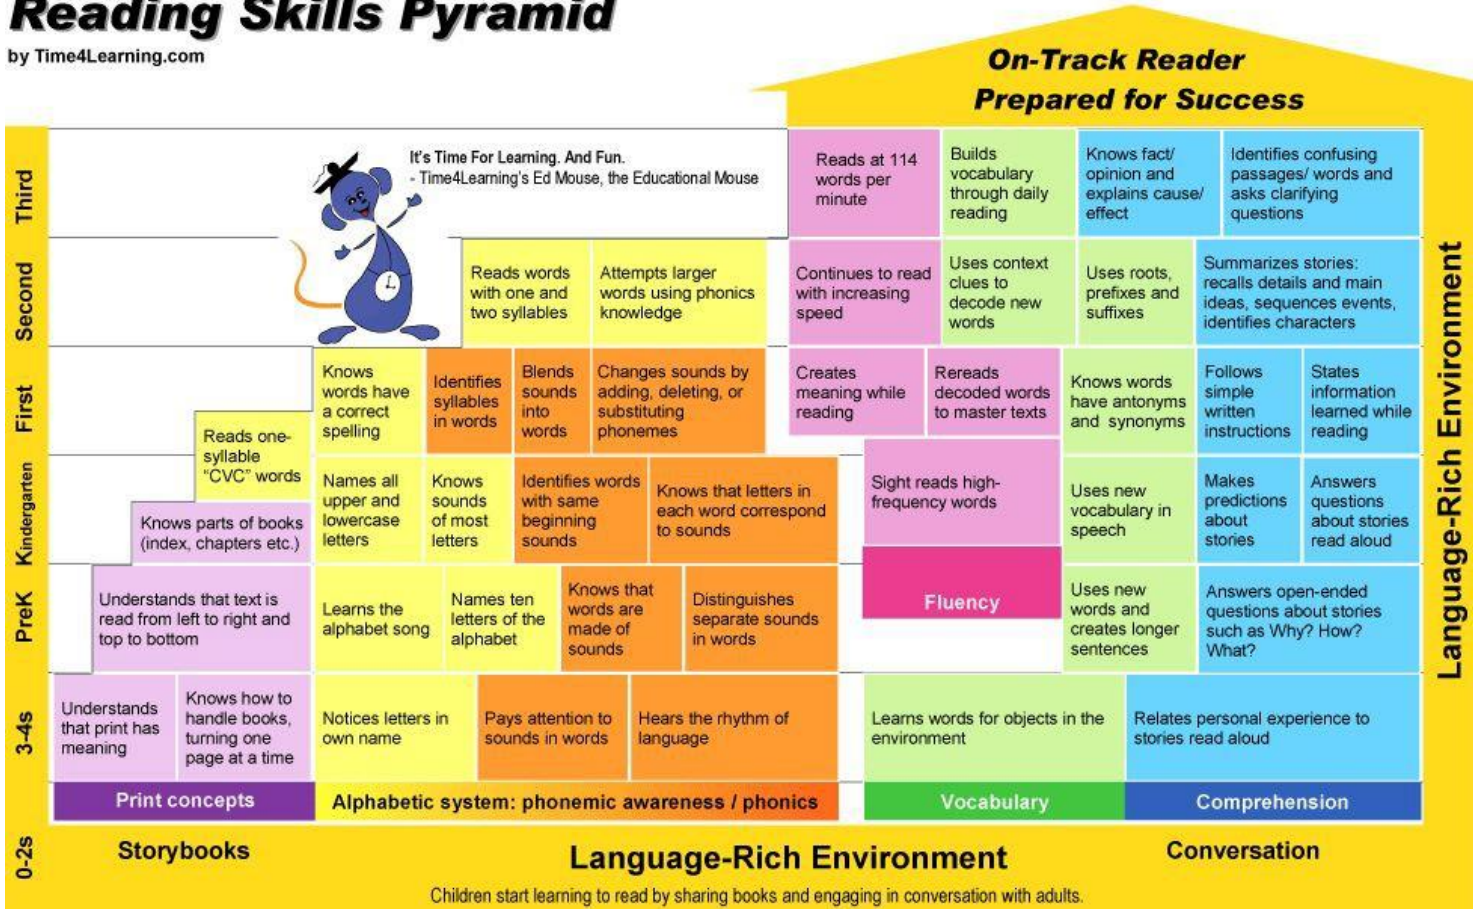 Reading Skills Pyramid
by Time4Learning.com
On-Track Reader
Prepared for Success
Third
It's Time For Learning. And Fun.
- Time4Learning's Ed Mouse, the Educational Mouse
Reads at 114
words per
minute
Builds
vocabulary
through daily
reading
Knows fact/
opinion and
explains cause/
effect
Identifies confusing
passages/ words and
asks clarifying
questions
Second
Reads words
with one and
two syllables
Attempts larger
words using phonics
knowledge
Continues to read
with increasing
speed
Uses context
clues to
decode new
words
Uses roots,
prefixes and
suffixes
Summarizes stories:
recalls details and main
ideas, sequences events,
identifies characters
First
Reads one-
syllable
"CVC" words
Knows
words have
a correct
spelling
Identifies
syllables
in words
Blends
sounds
into
words
Changes sounds by
adding, deleting, or
substituting
phonemes
Creates
meaning while
reading
Rereads
decoded words
to master texts
Knows words
have antonyms
and synonyms
Follows
simple
written
instructions
States
information
learned while
reading
Kindergarten
Knows parts of books
(index, chapters etc.)
Names all
upper and
lowercase
letters
Knows
sounds
of most
letters
Identifies words
with same
beginning
sounds
Knows that letters in
each word correspond
to sounds
Sight reads high-
frequency words
Uses new
vocabulary in
speech
Makes
predictions
about
stories
Answers
questions
about stories
read aloud
PreK
Understands that text is
read from left to right and
top to bottom
Learns the
alphabet song
Names ten
letters of the
alphabet
Knows that
words are
made of
sounds
Distinguishes
separate sounds
in words
Fluency
Uses new
words and
creates longer
sentences
Answers open-ended
questions about stories
such as Why? How?
What?
3-4s
Understands
that print has
meaning
Knows how to
handle books,
turning one
page at a time
Notices letters in
own name
Pays attention to
sounds in words
Hears the rhythm of
language
Learns words for objects in the
environment
Relates personal experience to
stories read aloud
Print concepts
Alphabetic system: phonemic awareness / phonics
Vocabulary
Comprehension
0-2s
Storybooks
Language-Rich Environment
Conversation
Children start learning to read by sharing books and engaging in conversation with adults.
Language-Rich Environment